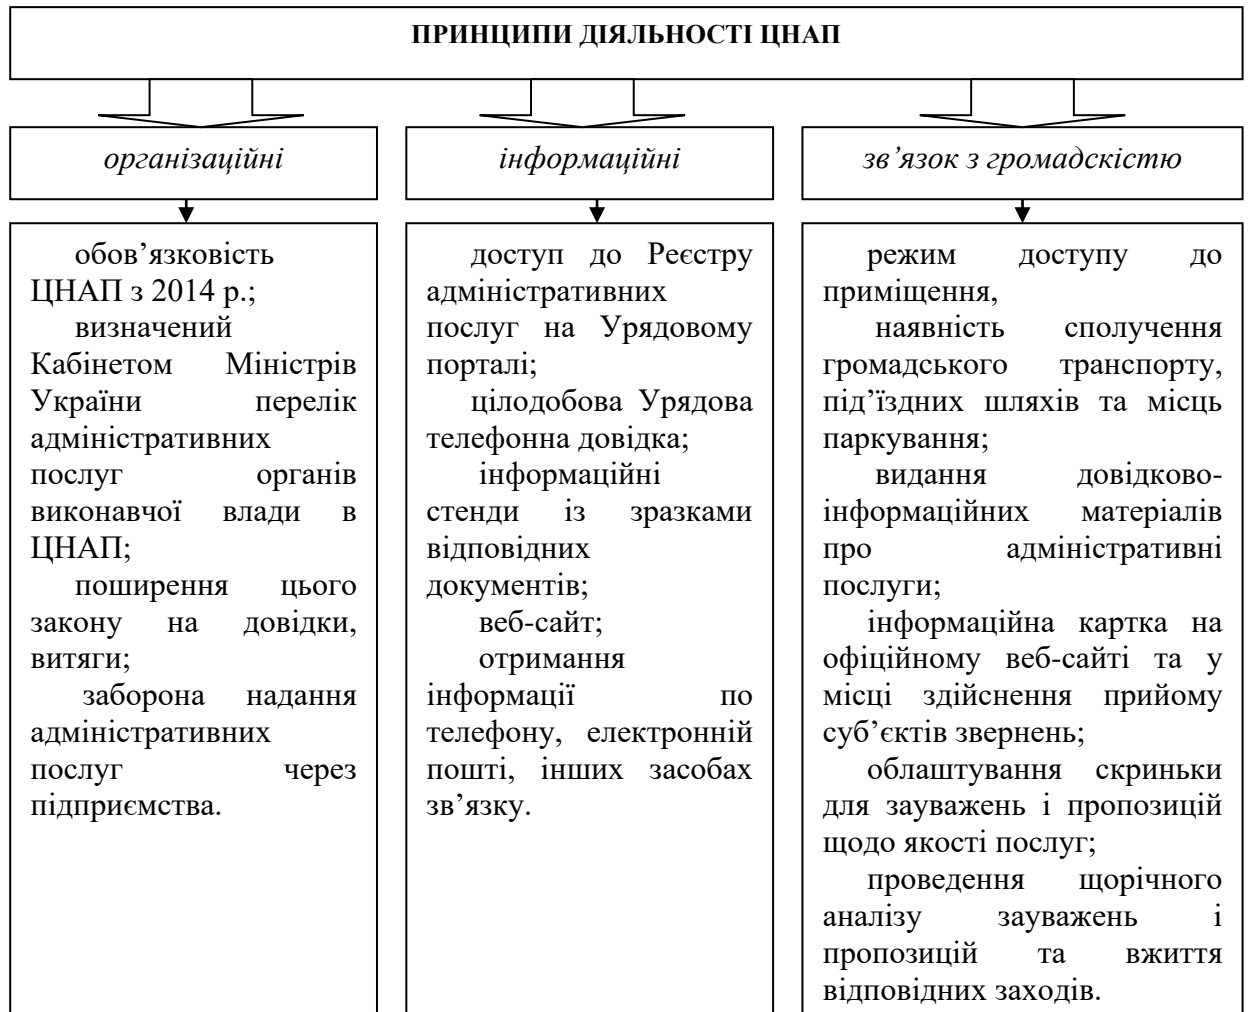 ПРИНЦИПИ ДІЯЛЬНОСТІ ЦНАП
організаційні
обов’язковість
ЦНАП з 2014 р.;
визначений
Кабінетом Міністрів
України перелік
адміністративних
послуг органів
виконавчої влади в
ЦНАП;
поширення цього
закону на довідки,
витяги;
заборона надання
адміністративних
послуг через
підприємства.
інформаційні
доступ до Реєстру
адміністративних
послуг на Урядовому
порталі;
цілодобова Урядова
телефонна довідка;
інформаційні
стенди із зразками
відповідних
документів;
веб-сайт;
отримання
інформації по
телефону, електронній
пошті, інших засобах
зв’язку.
зв’язок з громадскістю
режим доступу до
приміщення,
наявність сполучення
громадського транспорту,
під’їздних шляхів та місць
паркування;
видання довідково-
інформаційних матеріалів
про адміністративні
послуги;
інформаційна картка на
офіційному веб-сайті та у
місці здійснення прийому
суб’єктів звернень;
облаштування скриньки
для зауважень і пропозицій
щодо якості послуг;
проведення щорічного
аналізу зауважень і
пропозицій та вжиття
відповідних заходів.